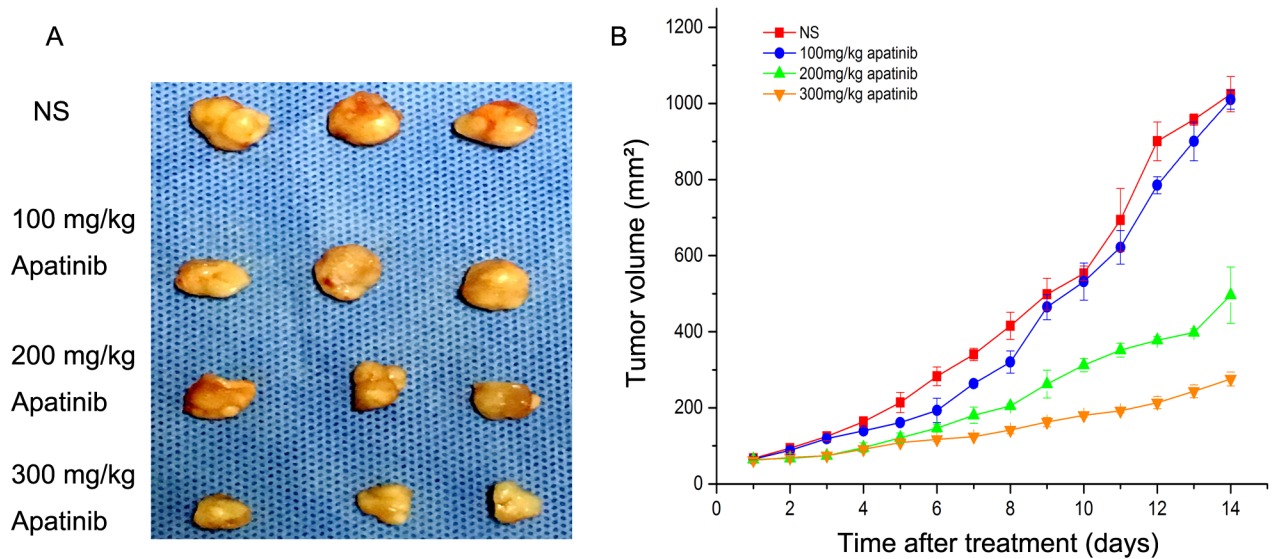 A
NS
100 mg/kg
Apatinib
200 mg/kg
Apatinib
300 mg/kg
Apatinib
B
NS
100mg/kg apatinib
200mg/kg apatinib
300mg/kg apatinib
Tumor volume (mm²)
1200
1000
800
600
400
200
0
0 2 4 6 8 10 12 14
Time after treatment (days)